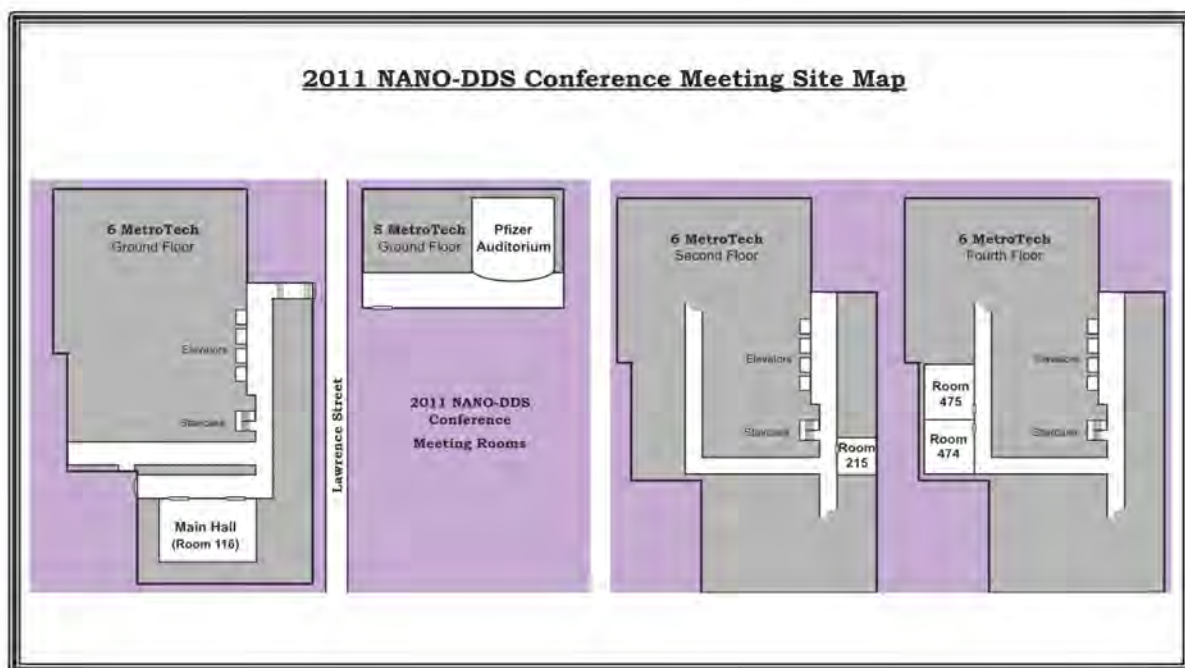 2011 NANO-DDS Conference Meeting Site Map
6 MetroTech
Ground Floor
Elevators
Staircase
Main Hall
(Room 116)
Lawrence Street
5 MetroTech
Ground Floor
Pfizer
Auditorium
2011 NANO-DDS
Conference
Meeting Rooms
6 MetroTech
Second Floor
Elevators
Staircase
Room
215
6 MetroTech
Fourth Floor
Elevators
Room
475
Staircase
Room
474